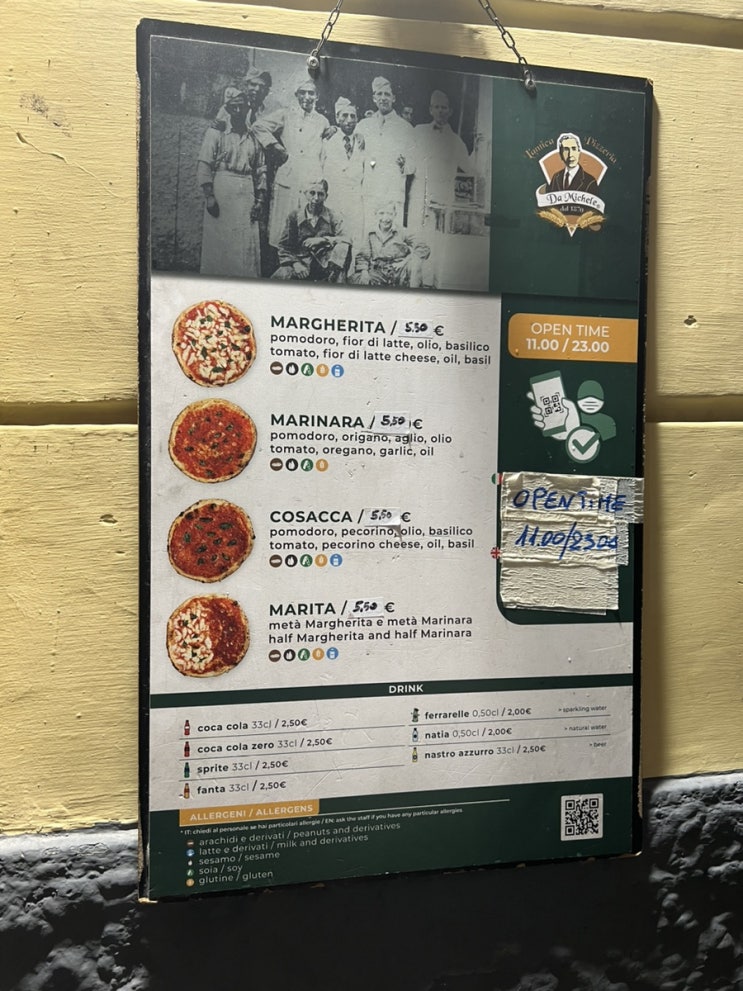 L'antica Pizzeria
Da Michele
dal 1870
MARGHERITA / 5.50 €
pomodoro, fior di latte, olio, basilico
tomato, fior di latte cheese, oil, basil
MARINARA / 5,50 €
pomodoro, origano, aglio, olio
tomato, oregano, garlic, oil
COSACCA / 5,50 €
pomodoro, pecorino, olio, basilico
tomato, pecorino cheese, oil, basil
MARITA / 5,50 €
metà Margherita e metà Marinara
half Margherita and half Marinara
OPEN TIME
11.00 / 23.00
OPEN TIME
11.00/23.00
DRINK
coca cola 33cl / 2,50€
coca cola zero 33cl / 2,50€
sprite 33cl / 2,50€
fanta 33cl / 2,50€
ferrarelle 0,50cl / 2,00€ > sparkling water
natia 0,50cl / 2,00€ > natural water
nastro azzurro 33cl / 2,50€ > beer
ALLERGENI / ALLERGENS
* IT: chiedi al personale se hai particolari allergie / EN: ask the staff if you have any particular allergies.
arachidi e derivati / peanuts and derivatives
latte e derivati / milk and derivatives
sesamo / sesame
soia / soy
glutine / gluten